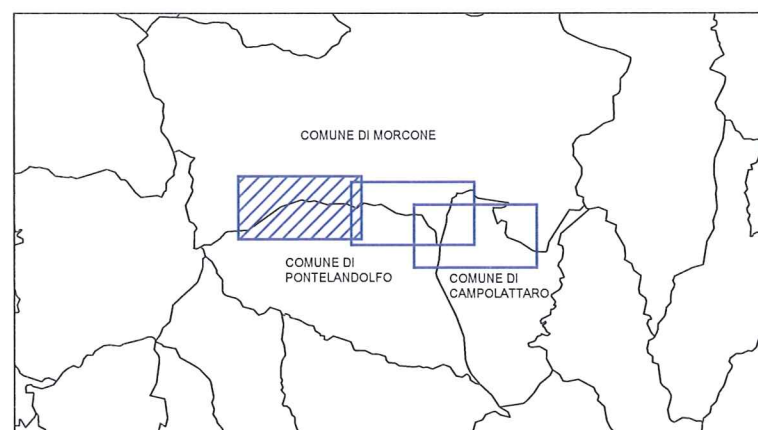 COMUNE DI MORCONE
COMUNE DI
PONTELANDOLFO
COMUNE DI
CAMPOLATTARO